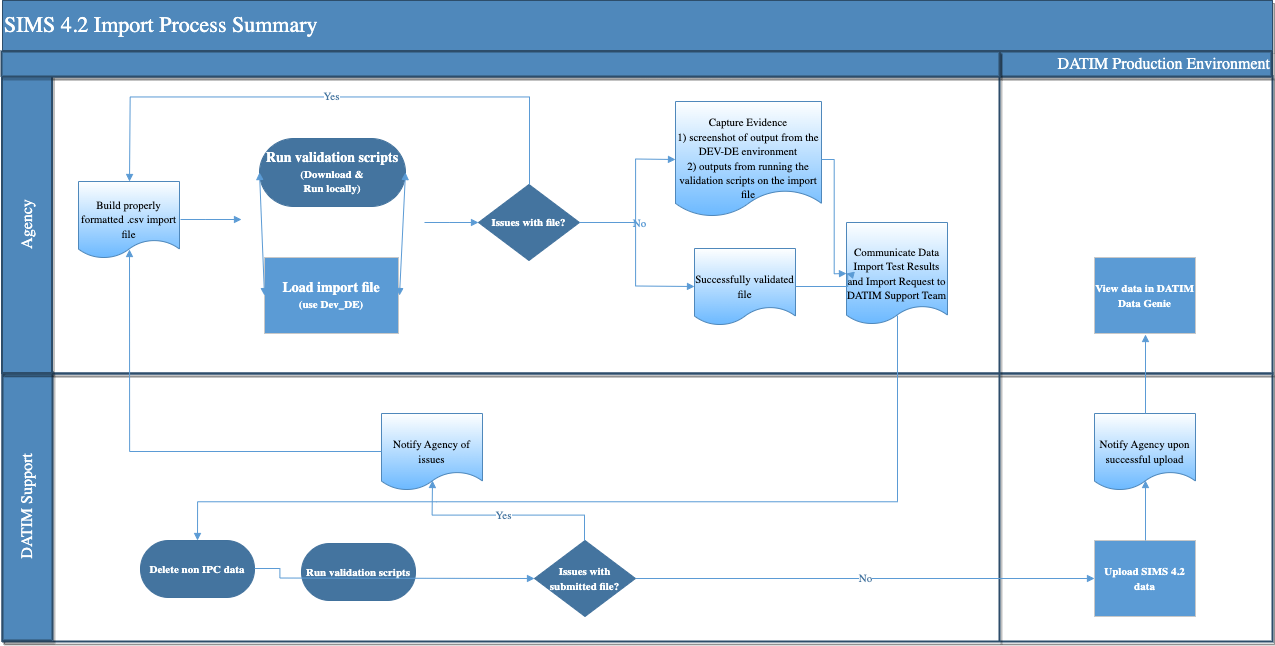 SIMS 4.2 Import Process Summary
DATIM Production Environment
Agency
Yes
Build properly
formatted .csv import
file
Run validation scripts
(Download &
Run locally)
Load import file
(use Dev_DE)
Issues with file?
No
Capture Evidence
1) screenshot of output from the
DEV-DE environment
2) outputs from running the
validation scripts on the import
file
Successfully validated
file
Communicate Data
Import Test Results
and Import Request to
DATIM Support Team
View data in DATIM
Data Genie
DATIM Support
Notify Agency of
issues
Yes
Delete non IPC data
Run validation scripts
Issues with
submitted file?
No
Notify Agency upon
successful upload
Upload SIMS 4.2
data